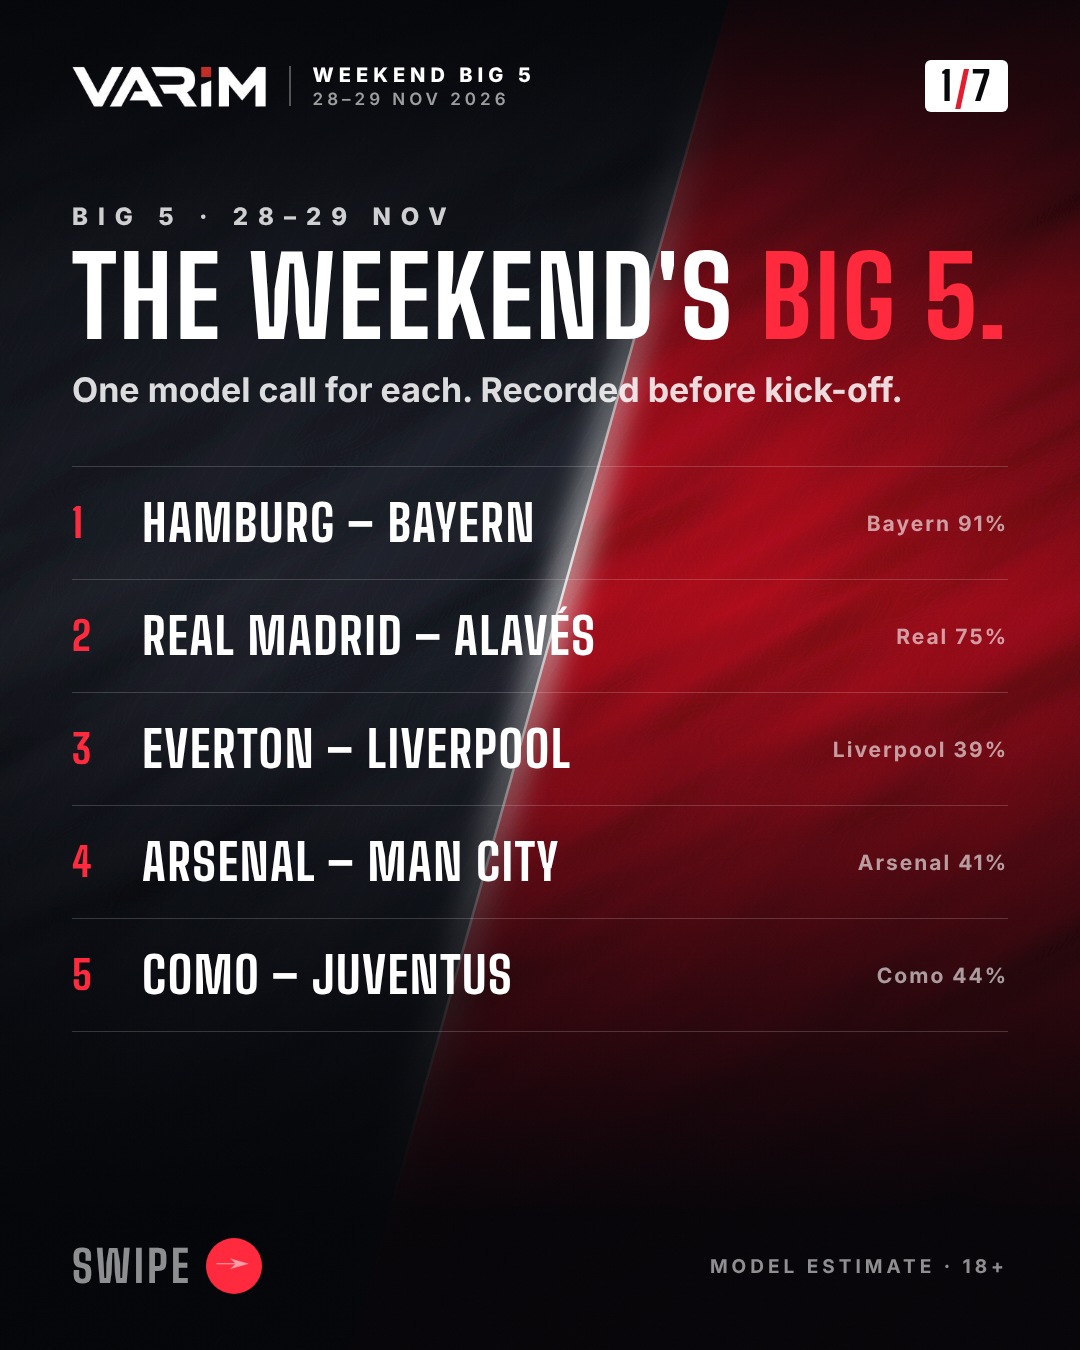 VARiM
WEEKEND BIG 5
28–29 NOV 2026
1/7
BIG 5 · 28–29 NOV
THE WEEKEND'S BIG 5.
One model call for each. Recorded before kick-off.
1 HAMBURG – BAYERN Bayern 91%
2 REAL MADRID – ALAVÉS Real 75%
3 EVERTON – LIVERPOOL Liverpool 39%
4 ARSENAL – MAN CITY Arsenal 41%
5 COMO – JUVENTUS Como 44%
SWIPE
MODEL ESTIMATE · 18+